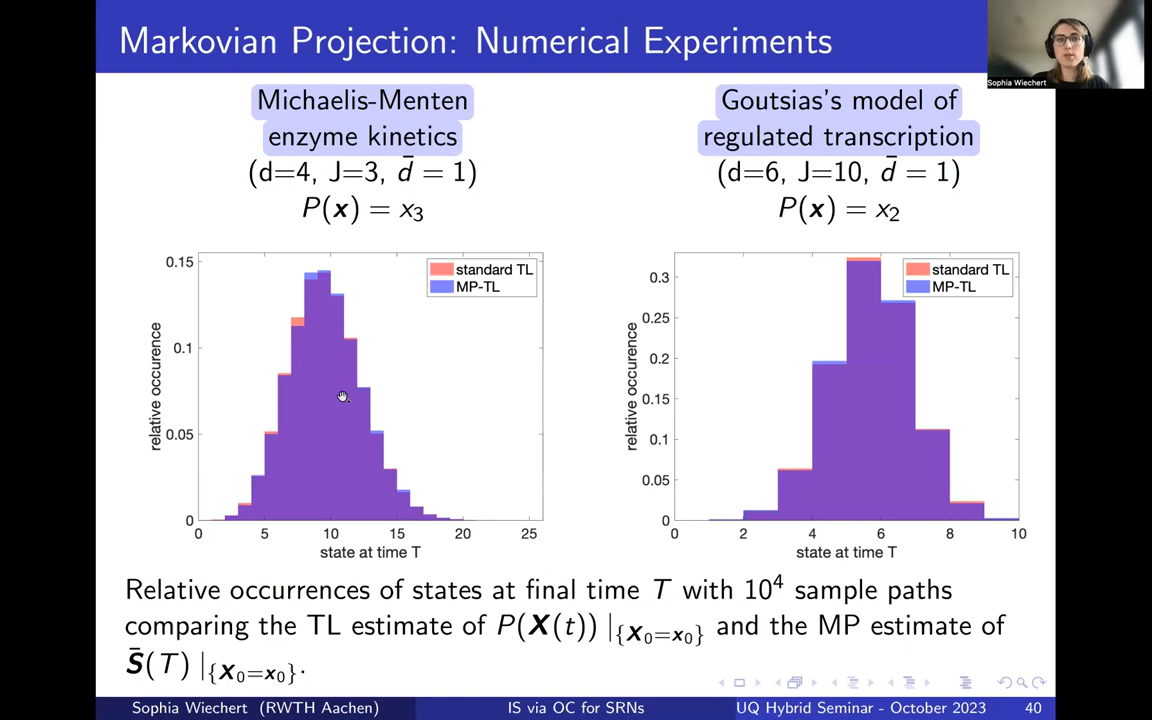 Markovian Projection: Numerical Experiments
Sophia Wiechert
Michaelis-Menten
enzyme kinetics
(d=4, J=3, d̄ = 1)
P(x) = x₃
Goutsias's model of
regulated transcription
(d=6, J=10, d̄ = 1)
P(x) = x₂
standard TL
MP-TL
0.15
0.1
0.05
0
relative occurence
0 5 10 15 20 25
state at time T
standard TL
MP-TL
0.3
0.25
0.2
0.15
0.1
0.05
0
relative occurence
0 2 4 6 8 10
state at time T
Relative occurrences of states at final time T with 10⁴ sample paths
comparing the TL estimate of P(X(t)) |{X₀=x₀} and the MP estimate of
S̄(T) |{X₀=x₀}.
Sophia Wiechert (RWTH Aachen) IS via OC for SRNs UQ Hybrid Seminar - October 2023 40